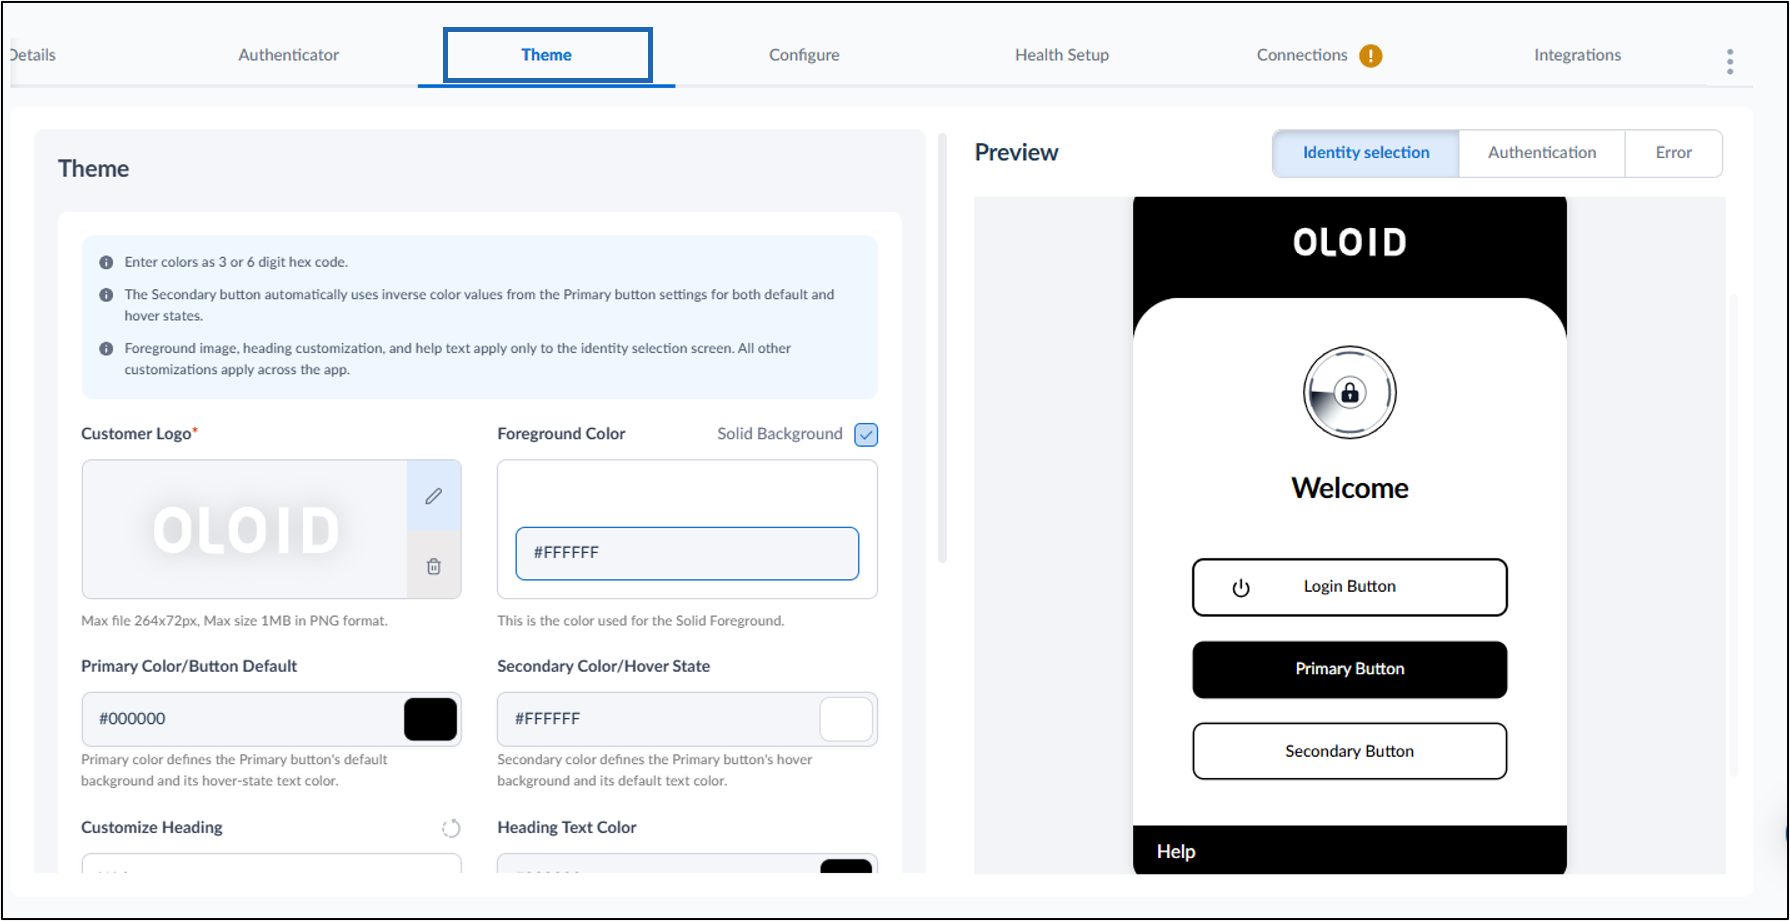 Details
Authenticator
Theme
Configure
Health Setup
Connections
Integrations
Theme
Enter colors as 3 or 6 digit hex code.
The Secondary button automatically uses inverse color values from the Primary button settings for both default and
hover states.
Foreground image, heading customization, and help text apply only to the identity selection screen. All other
customizations apply across the app.
Customer Logo*
Foreground Color
Solid Background
OLOID
#FFFFFF
Max file 264x72px, Max size 1MB in PNG format.
This is the color used for the Solid Foreground.
Primary Color/Button Default
Secondary Color/Hover State
#000000
#FFFFFF
Primary color defines the Primary button's default
background and its hover-state text color.
Secondary color defines the Primary button's hover
background and its default text color.
Customize Heading
Heading Text Color
Preview
Identity selection
Authentication
Error
OLOID
Welcome
Login Button
Primary Button
Secondary Button
Help